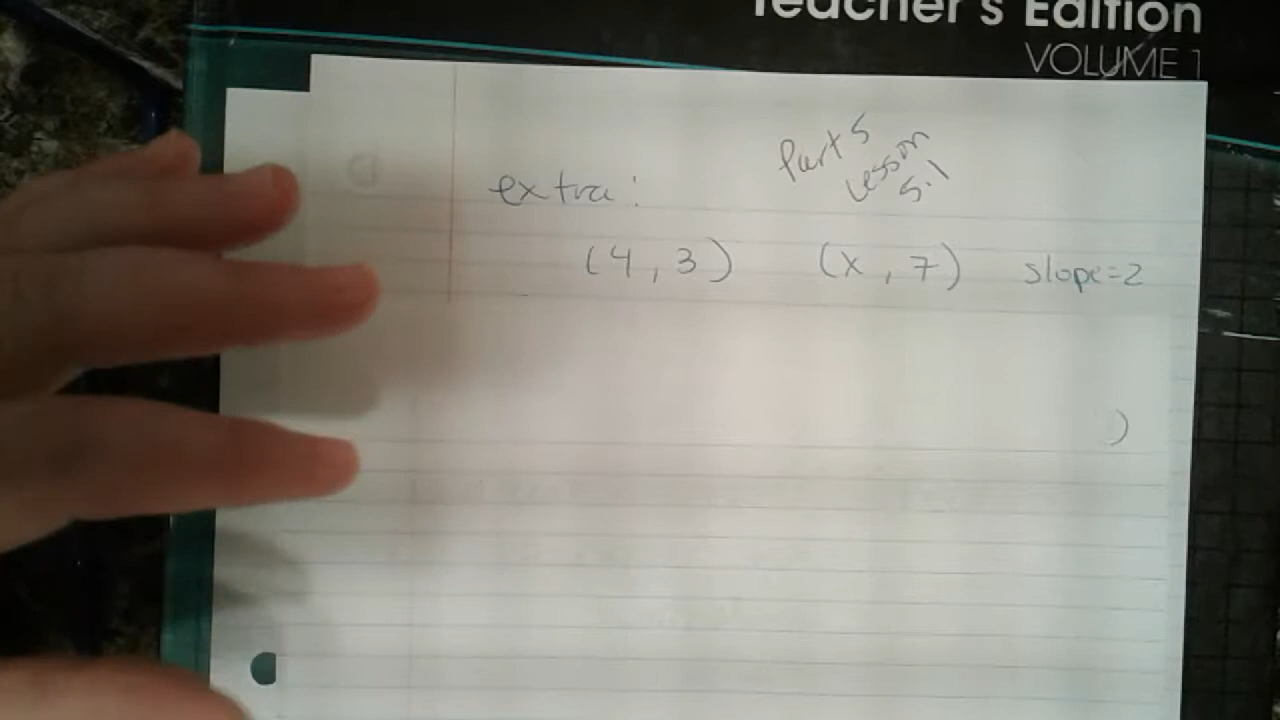 Teacher's Edition
VOLUME 1
Part 5
Lesson
5.1
extra:
(4,3) (x,7) slope=2
)